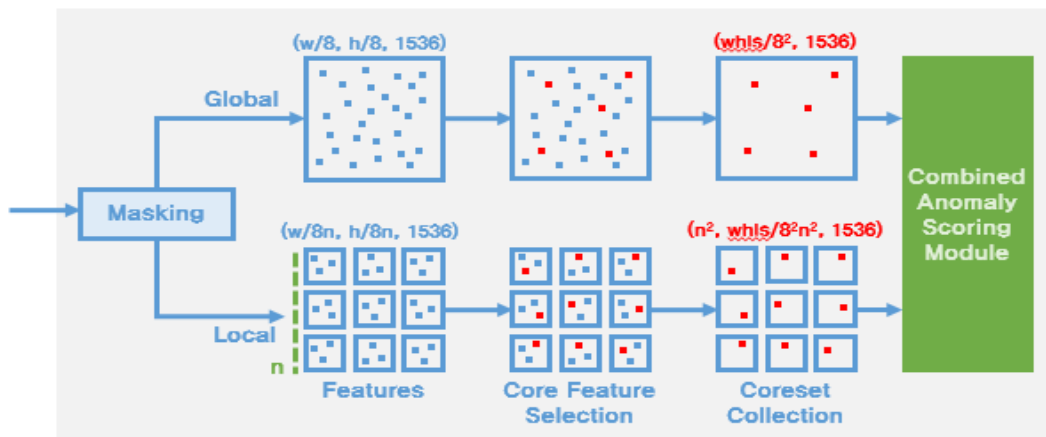 (w/8, h/8, 1536)
(whls/8², 1536)
Global
Masking
Combined
Anomaly
Scoring
Module
(w/8n, h/8n, 1536)
(n², whls/8²n², 1536)
Local
n
Features
Core Feature
Selection
Coreset
Collection